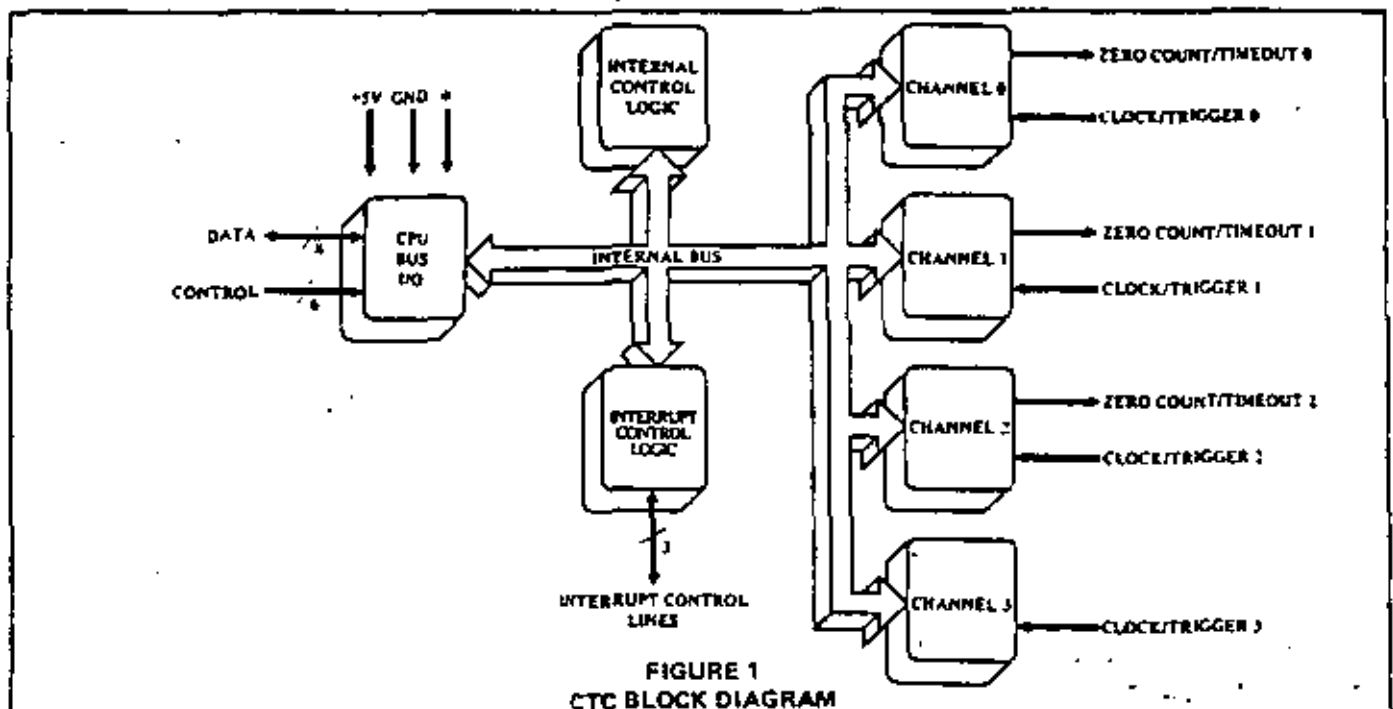 INTERNAL
CONTROL
LOGIC
+5V GND Φ
CPU
BUS
I/O
DATA
8
CONTROL
6
INTERNAL BUS
INTERRUPT
CONTROL
LOGIC
3
INTERRUPT CONTROL
LINES
CHANNEL 0
ZERO COUNT/TIMEOUT 0
CLOCK/TRIGGER 0
CHANNEL 1
ZERO COUNT/TIMEOUT 1
CLOCK/TRIGGER 1
CHANNEL 2
ZERO COUNT/TIMEOUT 2
CLOCK/TRIGGER 2
CHANNEL 3
CLOCK/TRIGGER 3
FIGURE 1
CTC BLOCK DIAGRAM